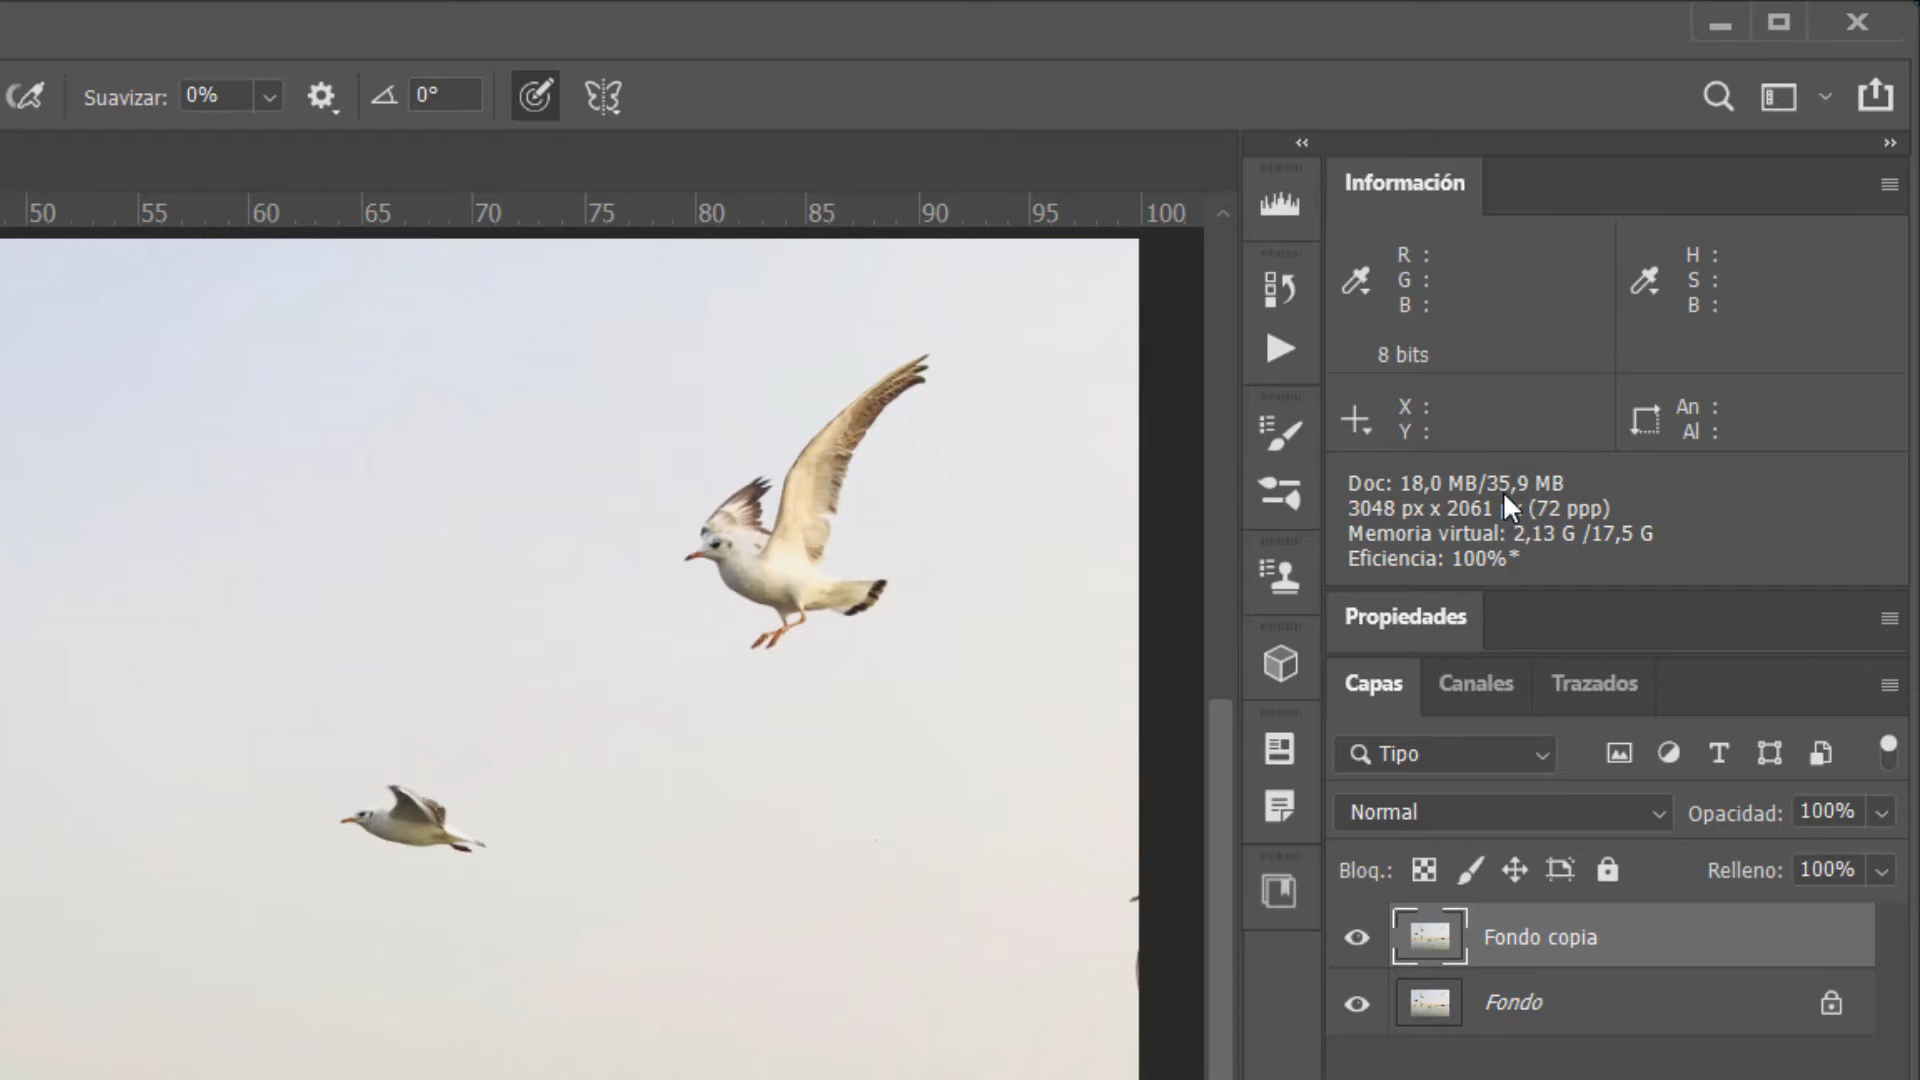 Suavizar: 0% 0°
50 55 60 65 70 75 80 85 90 95 100
Información
R :
G :
B :
H :
S :
B :
8 bits
X :
Y :
An :
Al :
Doc: 18,0 MB/35,9 MB
3048 px x 2061 (72 ppp)
Memoria virtual: 2,13 G /17,5 G
Eficiencia: 100%*
Propiedades
Capas Canales Trazados
Tipo
Normal Opacidad: 100%
Bloq.: Relleno: 100%
Fondo copia
Fondo